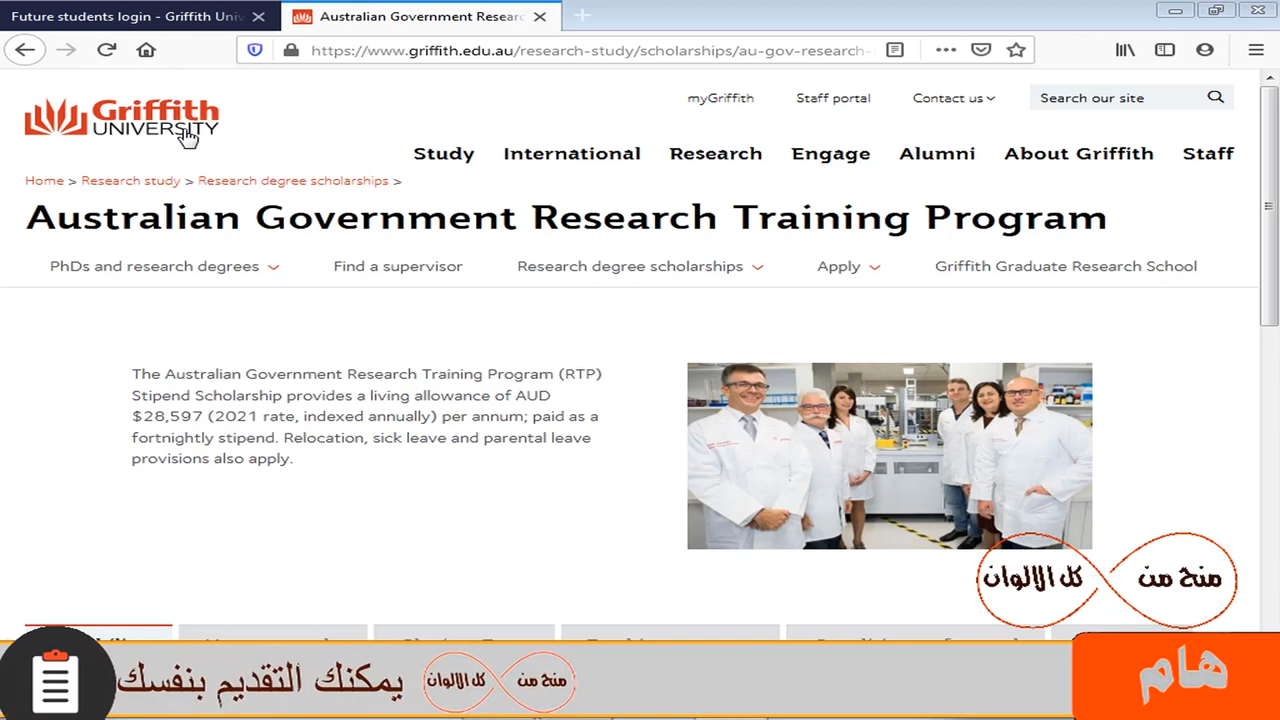 Future students login - Griffith Univ
Australian Government Resear
https://www.griffith.edu.au/research-study/scholarships/au-gov-research-
Griffith
UNIVERSITY
myGriffith
Staff portal
Contact us
Search our site
Study
International
Research
Engage
Alumni
About Griffith
Staff
Home > Research study > Research degree scholarships >
Australian Government Research Training Program
PhDs and research degrees
Find a supervisor
Research degree scholarships
Apply
Griffith Graduate Research School
The Australian Government Research Training Program (RTP)
Stipend Scholarship provides a living allowance of AUD
$28,597 (2021 rate, indexed annually) per annum; paid as a
fortnightly stipend. Relocation, sick leave and parental leave
provisions also apply.
منح من كل الالوان
هام
منح من كل الالوان
يمكنك التقديم بنفسك